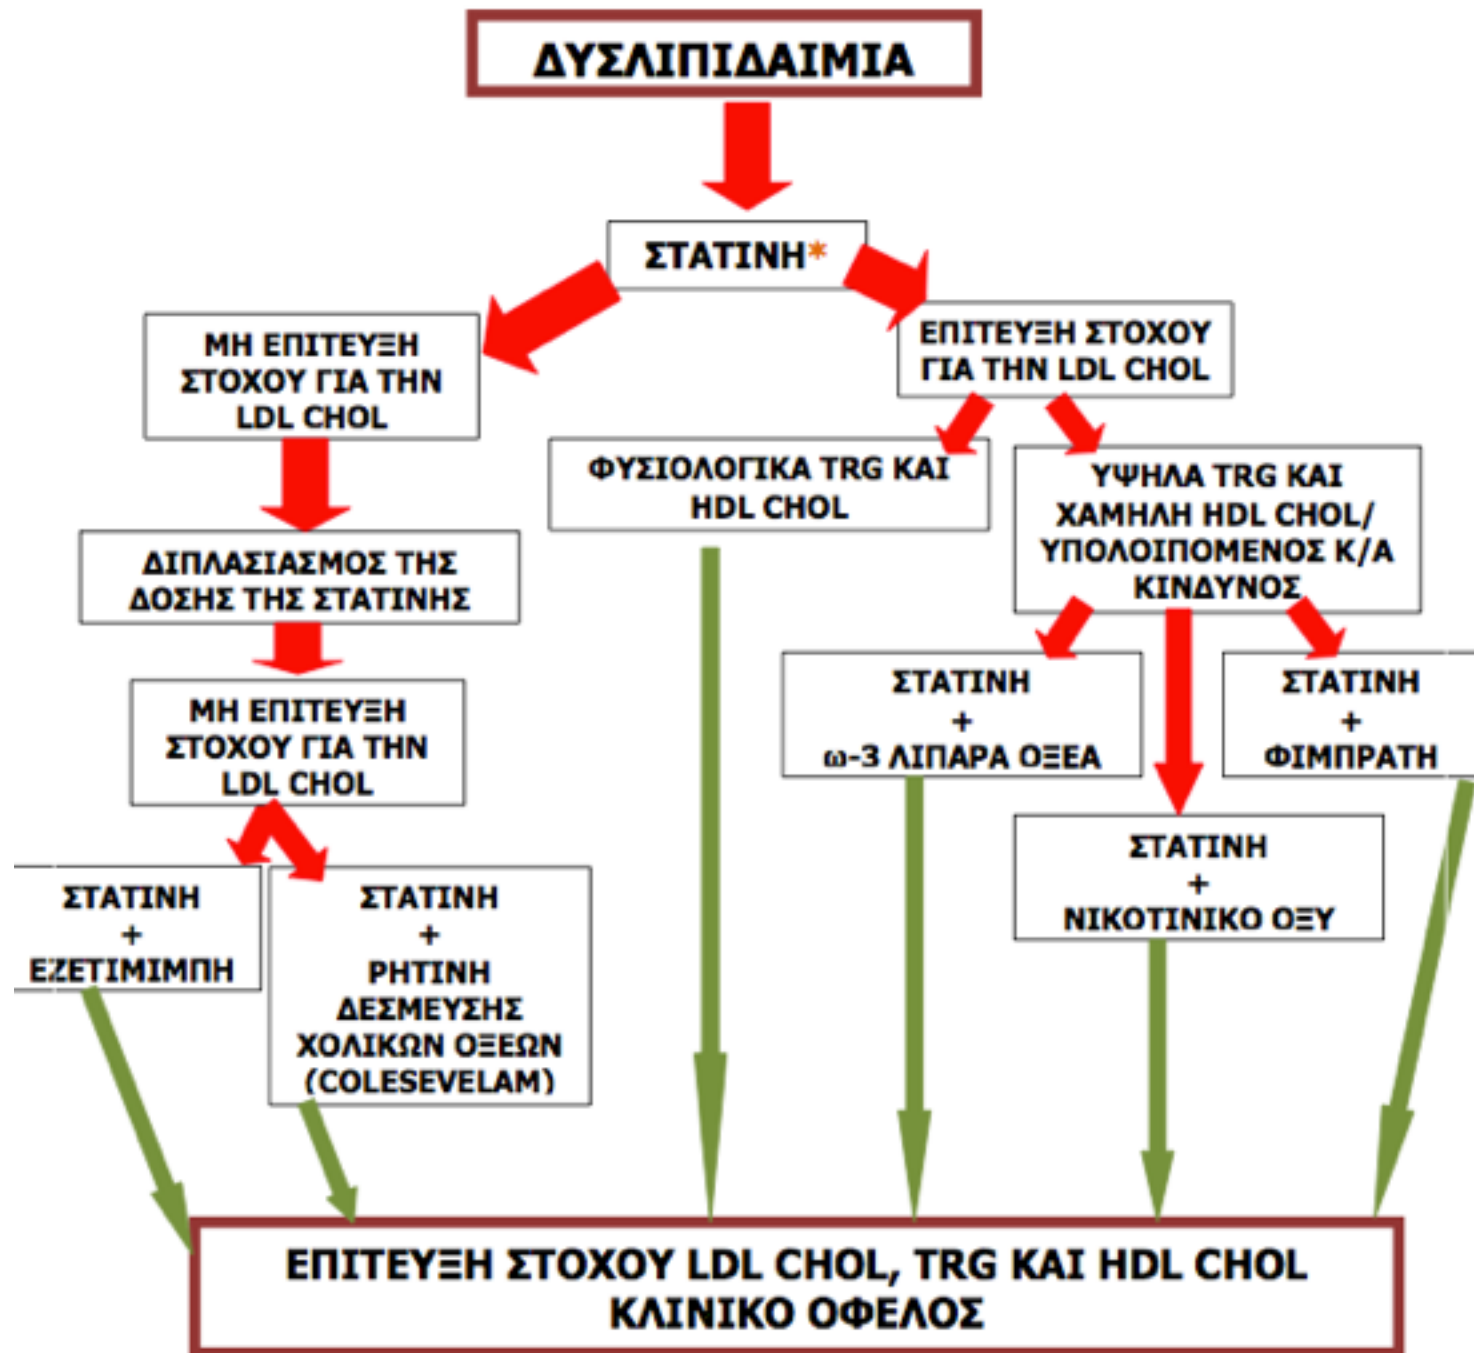 ΔΥΣΛΙΠΙΔΑΙΜΙΑ
ΣΤΑΤΙΝΗ*
ΜΗ ΕΠΙΤΕΥΞΗ
ΣΤΟΧΟΥ ΓΙΑ ΤΗΝ
LDL CHOL
ΕΠΙΤΕΥΞΗ ΣΤΟΧΟΥ
ΓΙΑ ΤΗΝ LDL CHOL
ΦΥΣΙΟΛΟΓΙΚΑ TRG ΚΑΙ
HDL CHOL
ΥΨΗΛΑ TRG ΚΑΙ
ΧΑΜΗΛΗ HDL CHOL/
ΥΠΟΛΟΙΠΟΜΕΝΟΣ Κ/Α
ΚΙΝΔΥΝΟΣ
ΔΙΠΛΑΣΙΑΣΜΟΣ ΤΗΣ
ΔΟΣΗΣ ΤΗΣ ΣΤΑΤΙΝΗΣ
ΜΗ ΕΠΙΤΕΥΞΗ
ΣΤΟΧΟΥ ΓΙΑ ΤΗΝ
LDL CHOL
ΣΤΑΤΙΝΗ
+
ω-3 ΛΙΠΑΡΑ ΟΞΕΑ
ΣΤΑΤΙΝΗ
+
ΦΙΜΠΡΑΤΗ
ΣΤΑΤΙΝΗ
+
ΝΙΚΟΤΙΝΙΚΟ ΟΞΥ
ΣΤΑΤΙΝΗ
+
ΕΖΕΤΙΜΙΜΠΗ
ΣΤΑΤΙΝΗ
+
ΡΗΤΙΝΗ
ΔΕΣΜΕΥΣΗΣ
ΧΟΛΙΚΩΝ ΟΞΕΩΝ
(COLESEVELAM)
ΕΠΙΤΕΥΞΗ ΣΤΟΧΟΥ LDL CHOL, TRG ΚΑΙ HDL CHOL
ΚΛΙΝΙΚΟ ΟΦΕΛΟΣ